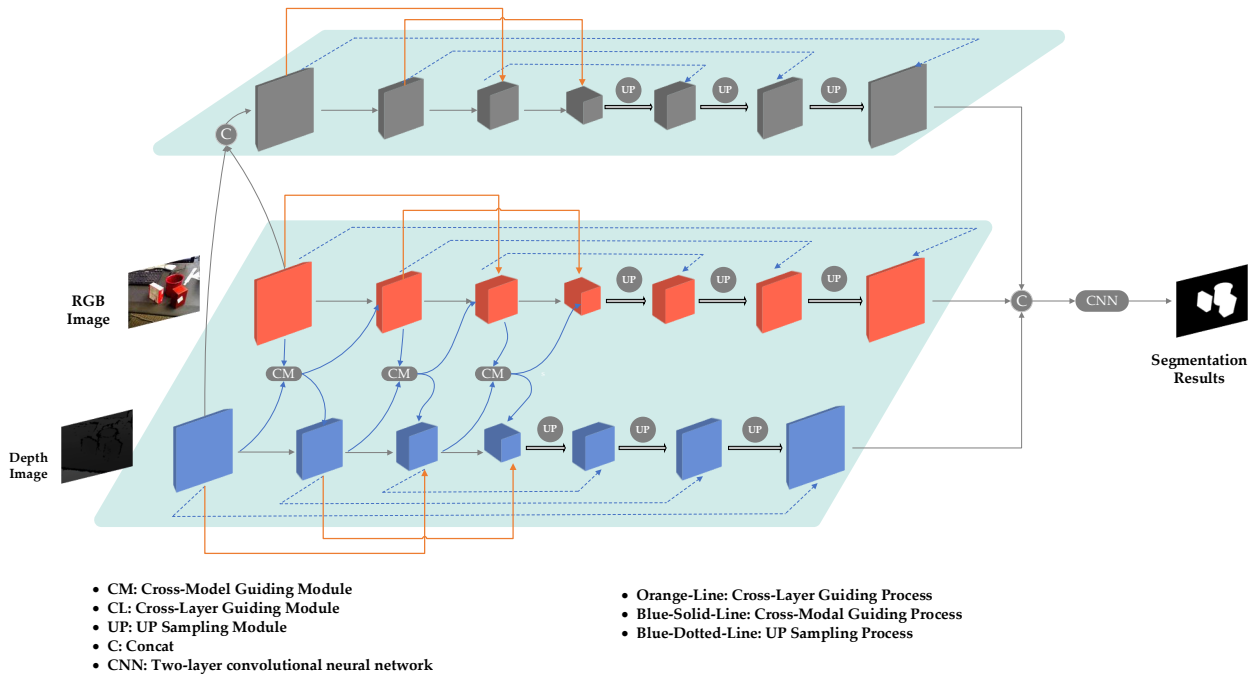 UP
UP
UP
C
RGB
Image
UP
UP
UP
C
CNN
Segmentation
Results
CM
CM
CM
Depth
Image
UP
UP
UP
• CM: Cross-Model Guiding Module
• CL: Cross-Layer Guiding Module
• UP: UP Sampling Module
• C: Concat
• CNN: Two-layer convolutional neural network
• Orange-Line: Cross-Layer Guiding Process
• Blue-Solid-Line: Cross-Modal Guiding Process
• Blue-Dotted-Line: UP Sampling Process